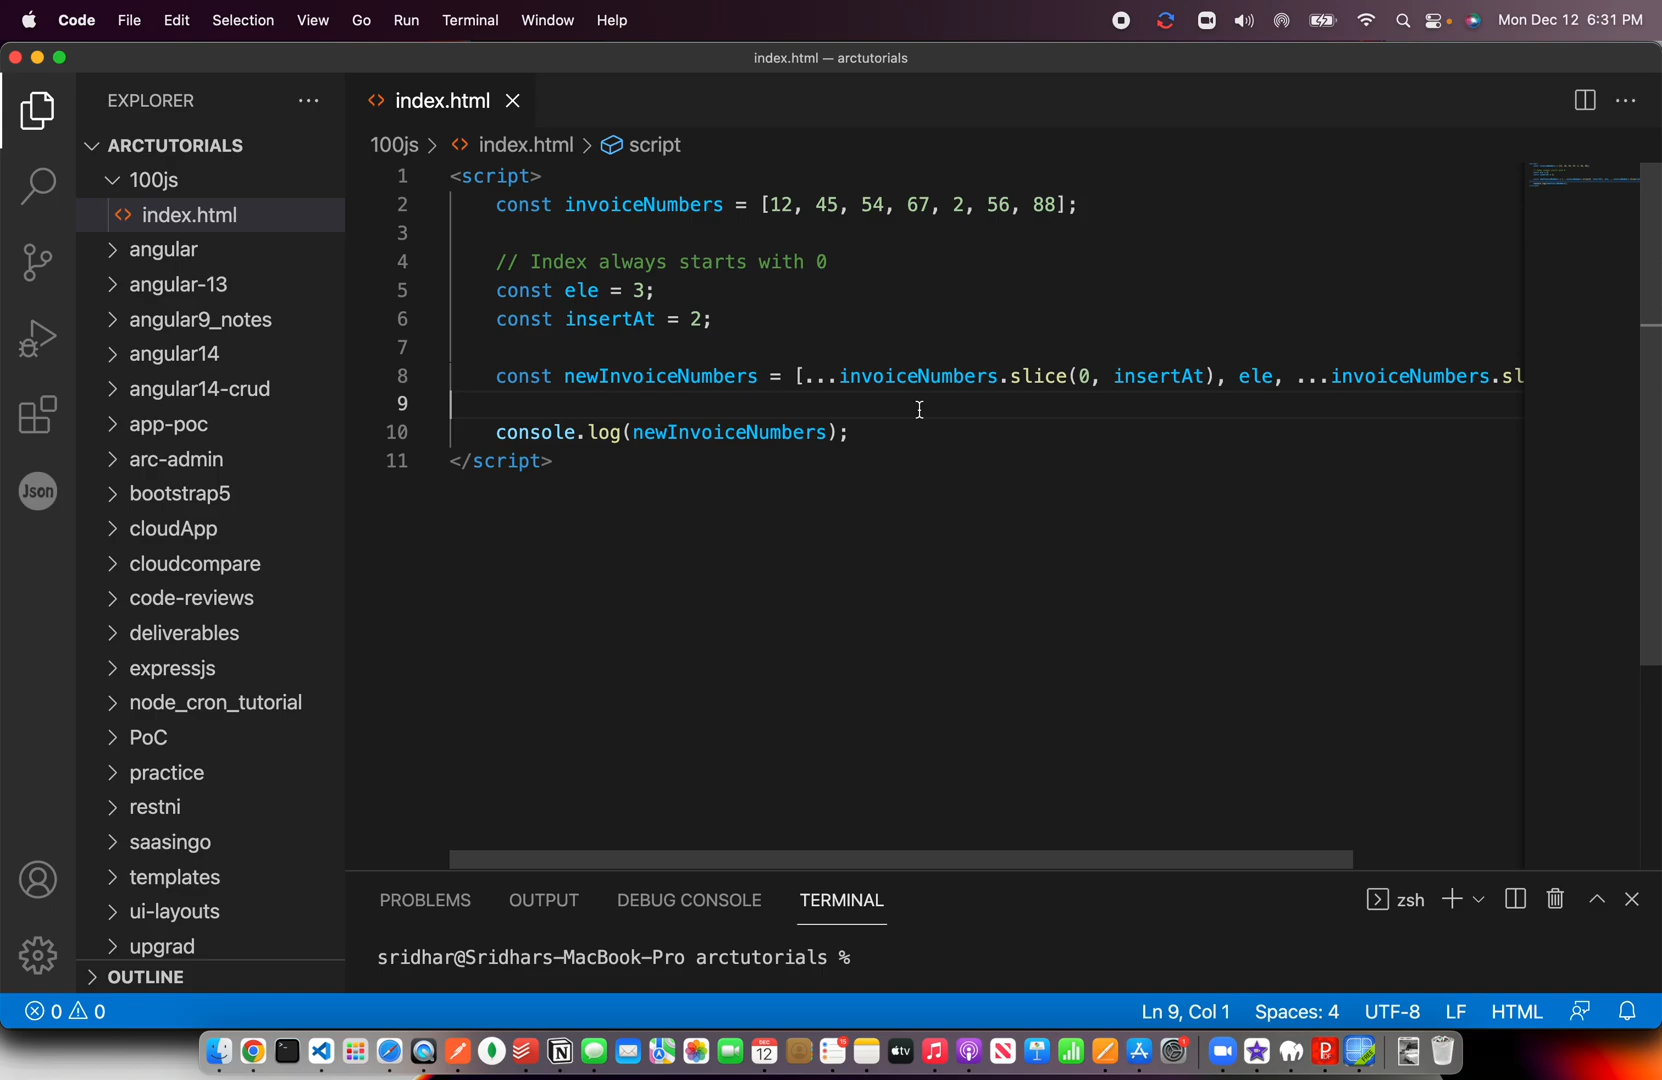 Code File Edit Selection View Go Run Terminal Window Help Mon Dec 12 6:31 PM
index.html — arctutorials
EXPLORER
index.html
ARCTUTORIALS
100js > index.html > script
100js
index.html
angular
angular-13
angular9_notes
angular14
angular14-crud
app-poc
arc-admin
bootstrap5
cloudApp
cloudcompare
code-reviews
deliverables
expressjs
node_cron_tutorial
PoC
practice
restni
saasingo
templates
ui-layouts
upgrad
OUTLINE
Json
1 <script>
2 const invoiceNumbers = [12, 45, 54, 67, 2, 56, 88];
3
4 // Index always starts with 0
5 const ele = 3;
6 const insertAt = 2;
7
8 const newInvoiceNumbers = [...invoiceNumbers.slice(0, insertAt), ele, ...invoiceNumbers.sl
9
10 console.log(newInvoiceNumbers);
11 </script>
PROBLEMS OUTPUT DEBUG CONSOLE TERMINAL zsh
sridhar@Sridhars-MacBook-Pro arctutorials %
0 0 Ln 9, Col 1 Spaces: 4 UTF-8 LF HTML